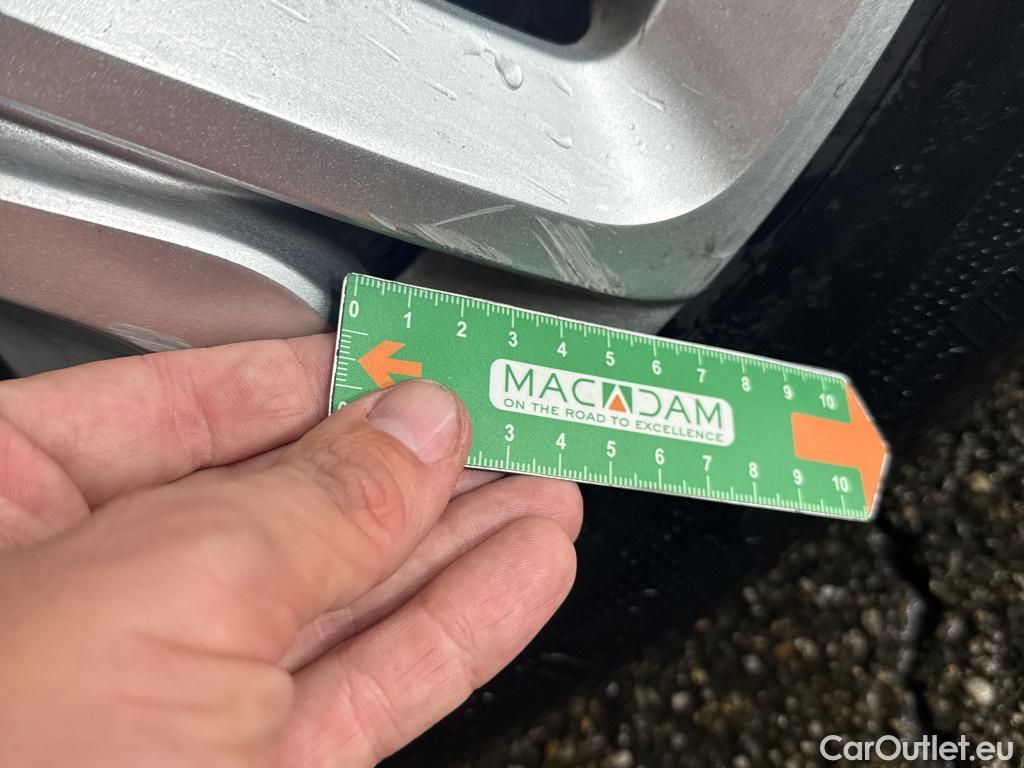 0 1 2 3 4 5 6 7 8 9 10
MACADAM
ON THE ROAD TO EXCELLENCE
3 4 5 6 7 8 9 10
CarOutlet.eu